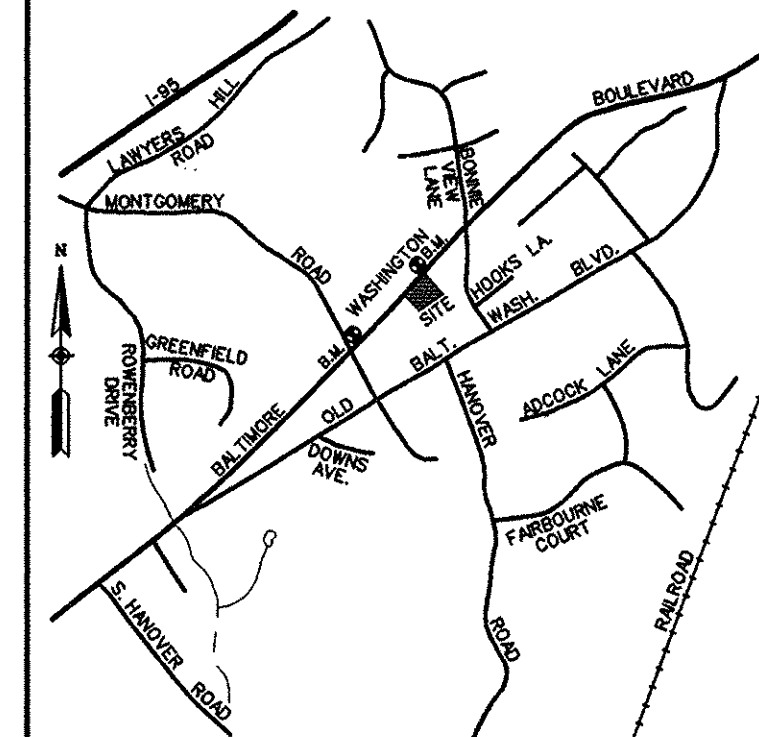 I-95
LAWYERS HILL
ROAD
BOULEVARD
MONTGOMERY
ROAD
BONNIE
VIEW
LANE
WASHINGTON
B.M.
HOOKS LA.
BLVD.
WASH.
SITE
N
B.M.
BALT.
OLD
BALTIMORE
GREENFIELD
ROAD
ROWENBERRY
DRIVE
HANOVER
ADCOCK LANE
DOWNS
AVE.
FAIRBOURNE
COURT
RAILROAD
ROAD
S. HANOVER
ROAD